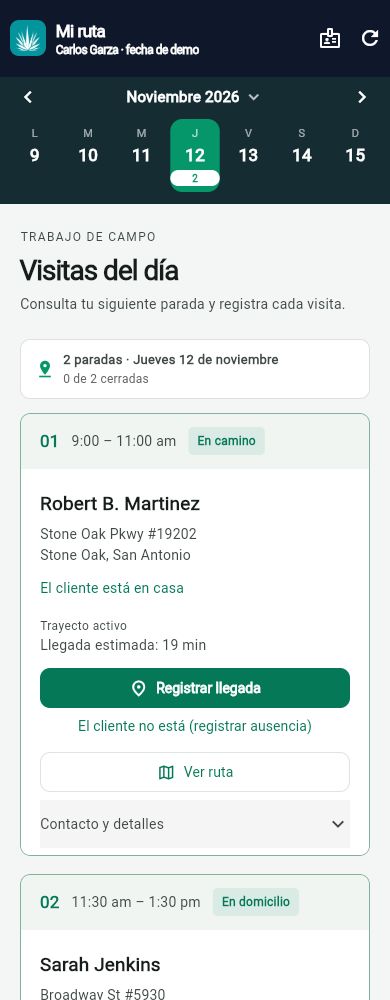 Mi ruta
Carlos Garza · fecha de demo
Noviembre 2026
L M M J V S D
9 10 11 12 13 14 15
2
TRABAJO DE CAMPO
Visitas del día
Consulta tu siguiente parada y registra cada visita.
2 paradas · Jueves 12 de noviembre
0 de 2 cerradas
01 9:00 – 11:00 am En camino
Robert B. Martinez
Stone Oak Pkwy #19202
Stone Oak, San Antonio
El cliente está en casa
Trayecto activo
Llegada estimada: 19 min
Registrar llegada
El cliente no está (registrar ausencia)
Ver ruta
Contacto y detalles
02 11:30 am – 1:30 pm En domicilio
Sarah Jenkins
Broadway St #5930